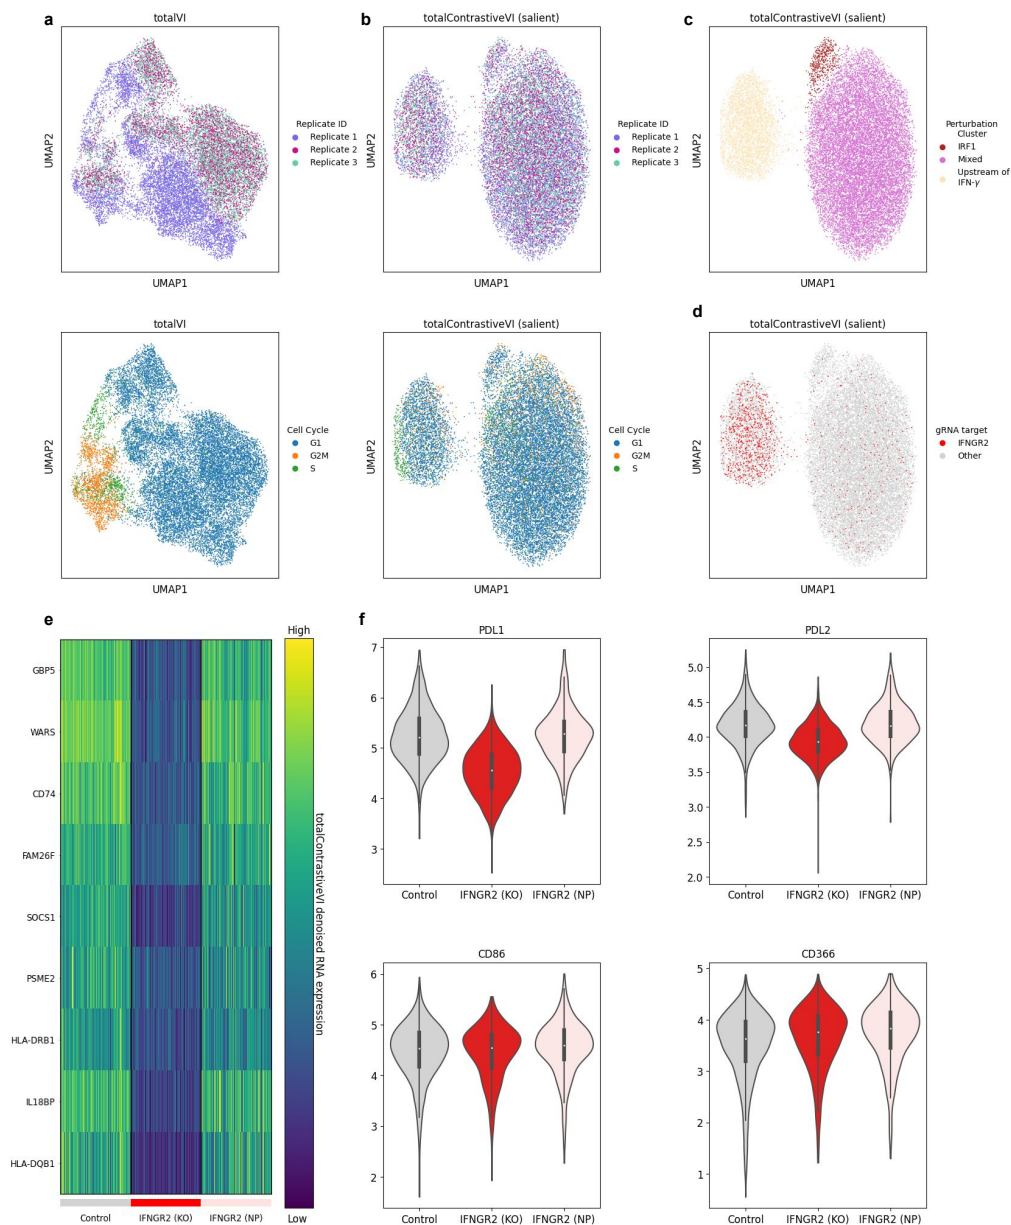 a
totalVI
UMAP2
UMAP1
Replicate ID
Replicate 1
Replicate 2
Replicate 3
b
totalContrastiveVI (salient)
UMAP2
UMAP1
Replicate ID
Replicate 1
Replicate 2
Replicate 3
c
totalContrastiveVI (salient)
UMAP2
UMAP1
Perturbation
Cluster
IRF1
Mixed
Upstream of
IFN-γ
totalVI
UMAP2
UMAP1
Cell Cycle
G1
G2M
S
totalContrastiveVI (salient)
UMAP2
UMAP1
Cell Cycle
G1
G2M
S
d
totalContrastiveVI (salient)
UMAP2
UMAP1
gRNA target
IFNGR2
Other
e
GBP5
WARS
CD74
FAM26F
SOCS1
PSME2
HLA-DRB1
IL18BP
HLA-DQB1
Control
IFNGR2 (KO)
IFNGR2 (NP)
High
totalContrastiveVI denoised RNA expression
Low
f
PDL1
7
6
5
4
3
Control
IFNGR2 (KO)
IFNGR2 (NP)
PDL2
5.0
4.5
4.0
3.5
3.0
2.5
2.0
Control
IFNGR2 (KO)
IFNGR2 (NP)
CD86
6
5
4
3
2
Control
IFNGR2 (KO)
IFNGR2 (NP)
CD366
5
4
3
2
1
Control
IFNGR2 (KO)
IFNGR2 (NP)